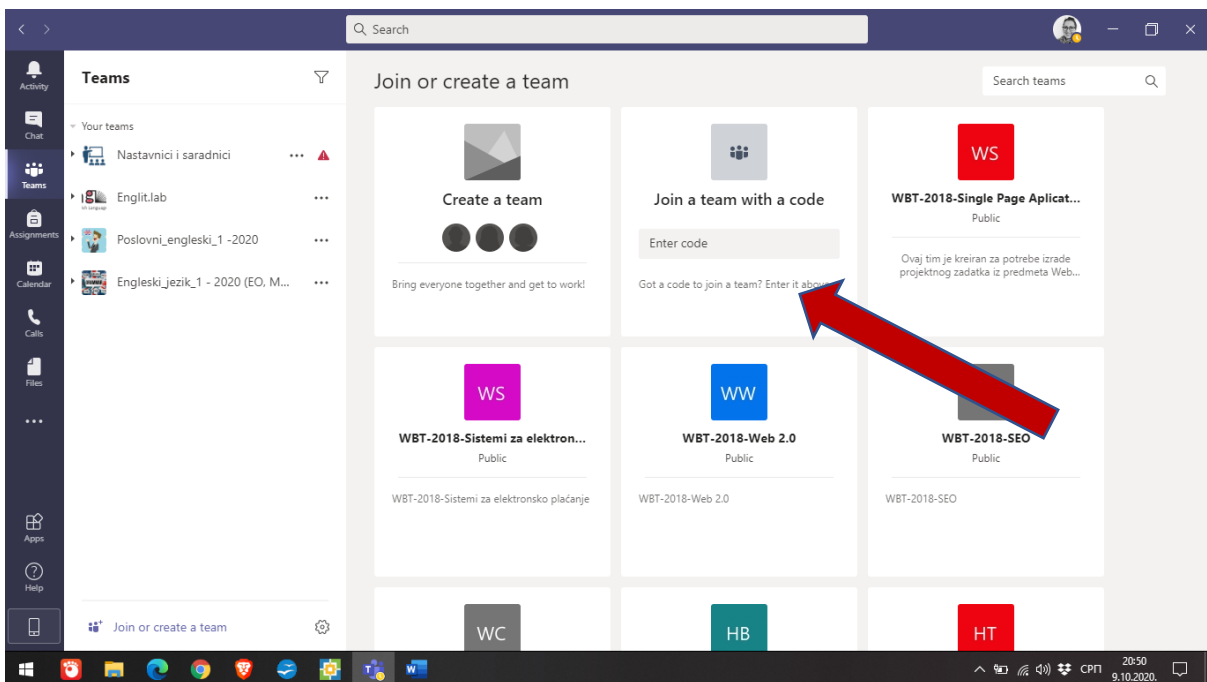 Search
Activity
Chat
Teams
Assignments
Calendar
Calls
Files
Apps
Help
Teams
Your teams
Nastavnici i saradnici
Englit.lab
Poslovni_engleski_1 -2020
Engleski_jezik_1 - 2020 (EO, M...
Join or create a team
Join or create a team
Search teams
Create a team
Bring everyone together and get to work!
Join a team with a code
Enter code
Got a code to join a team? Enter it above.
WS
WBT-2018-Single Page Aplicat...
Public
Ovaj tim je kreiran za potrebe izrade
projektnog zadatka iz predmeta Web...
WS
WBT-2018-Sistemi za elektron...
Public
WBT-2018-Sistemi za elektronsko plaćanje
WW
WBT-2018-Web 2.0
Public
WBT-2018-Web 2.0
WBT-2018-SEO
Public
WBT-2018-SEO
WC
HB
HT
СРП
20:50
9.10.2020.